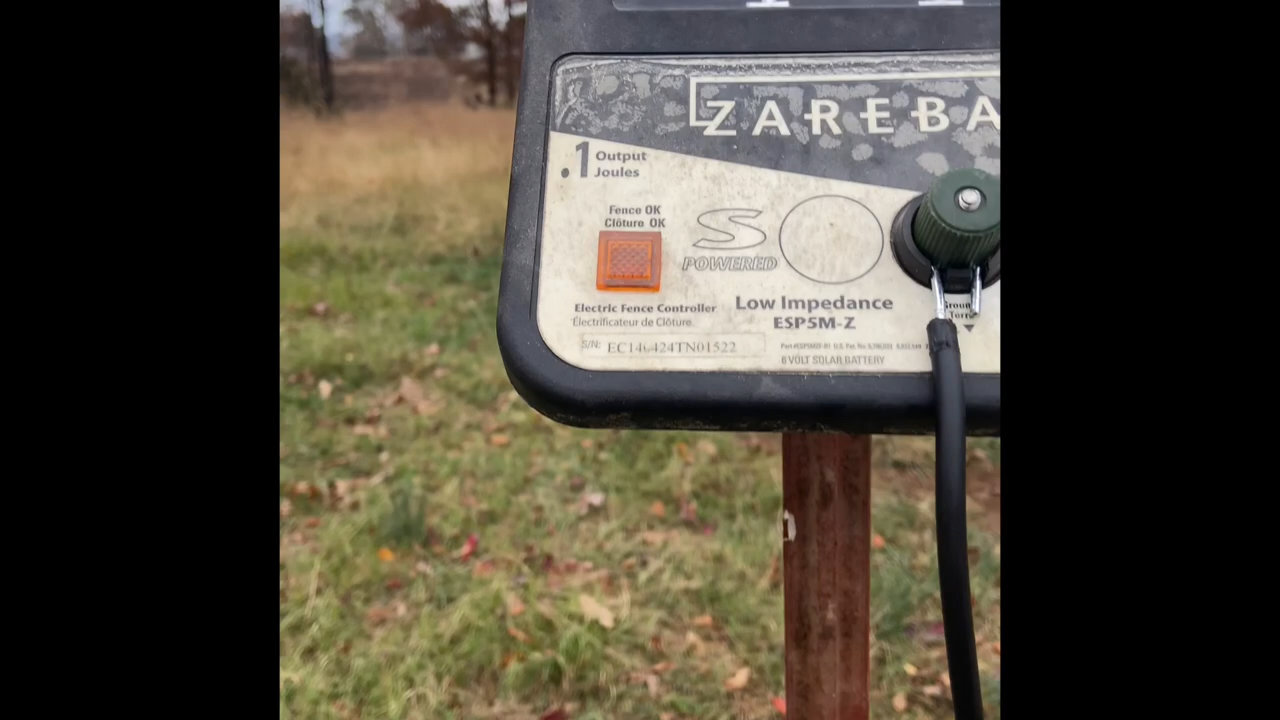 ZAREBA
.1 Output
Joules
Fence OK
Clôture OK
S
POWERED
Electric Fence Controller
Électrificateur de Clôture
Low Impedance
ESP5M-Z
S/N:
6 VOLT SOLAR BATTERY
Terre